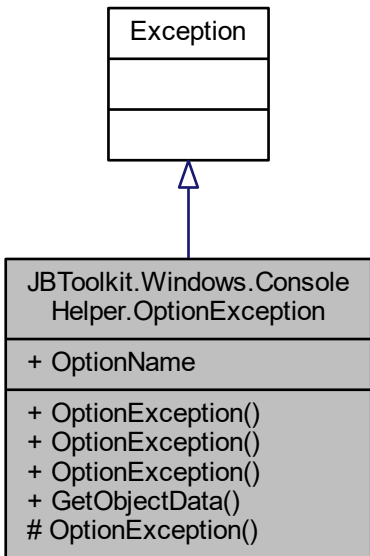 Exception
JBToolkit.Windows.Console
Helper.OptionException
+ OptionName
+ OptionException()
+ OptionException()
+ OptionException()
+ GetObjectData()
# OptionException()